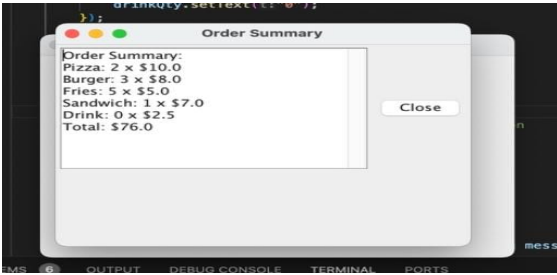 drinkQty.setText(t:"0");
});
Order Summary
Order Summary:
Pizza: 2 x $10.0
Burger: 3 x $8.0
Fries: 5 x $5.0
Sandwich: 1 x $7.0
Drink: 0 x $2.5
Total: $76.0
Close
on
mess
EMS 6 OUTPUT DEBUG CONSOLE TERMINAL PORTS